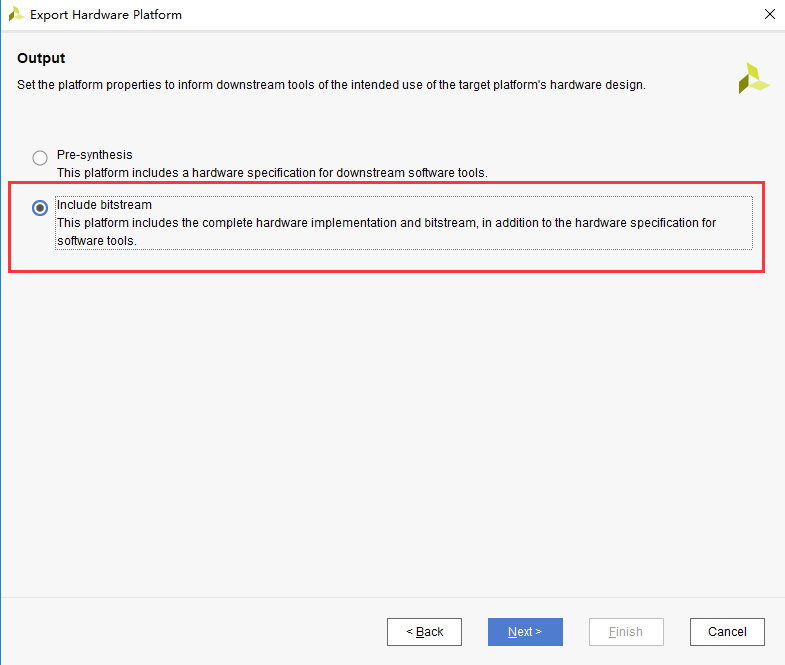 Export Hardware Platform
Output
Set the platform properties to inform downstream tools of the intended use of the target platform's hardware design.
Pre-synthesis
This platform includes a hardware specification for downstream software tools.
Include bitstream
This platform includes the complete hardware implementation and bitstream, in addition to the hardware specification for
software tools.
< Back
Next >
Finish
Cancel